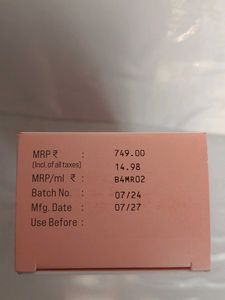 MRP ₹ : 749.00
(Incl. of all taxes) 14.98
MRP/ml ₹ : B4MR02
Batch No. : 07/24
Mfg. Date : 07/27
Use Before :